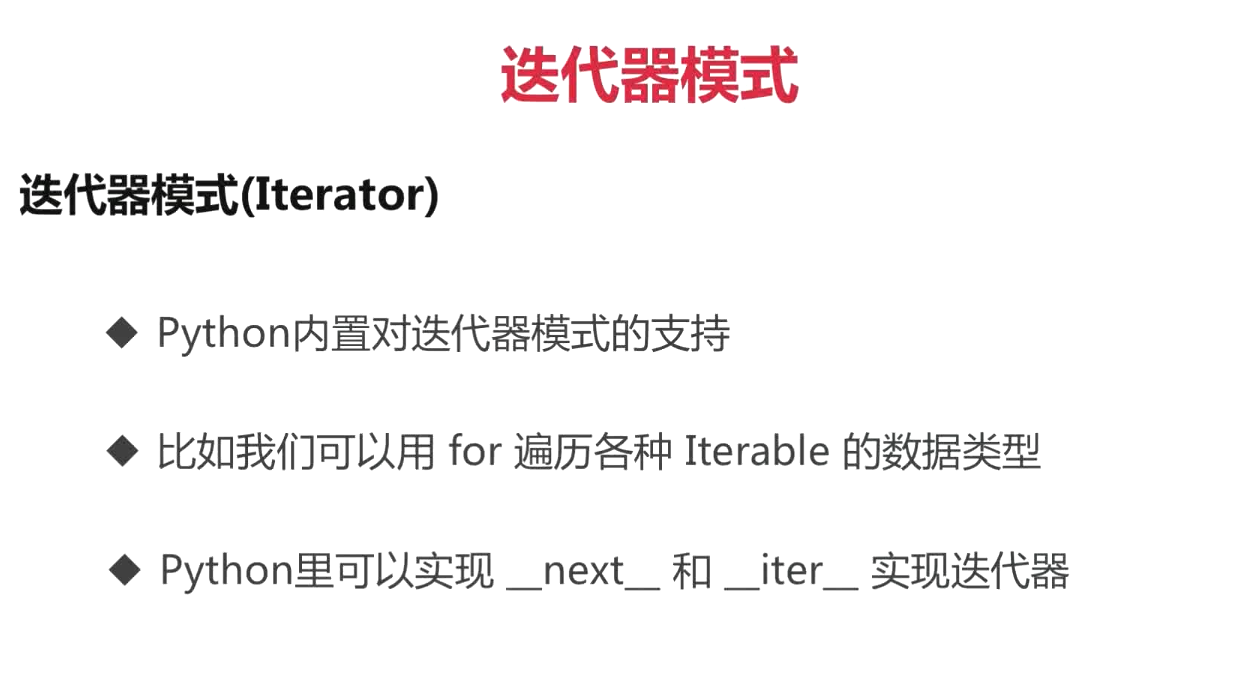 迭代器模式
迭代器模式(Iterator)
◆ Python内置对迭代器模式的支持
◆ 比如我们可以用 for 遍历各种 Iterable 的数据类型
◆ Python里可以实现 __next__ 和 __iter__ 实现迭代器